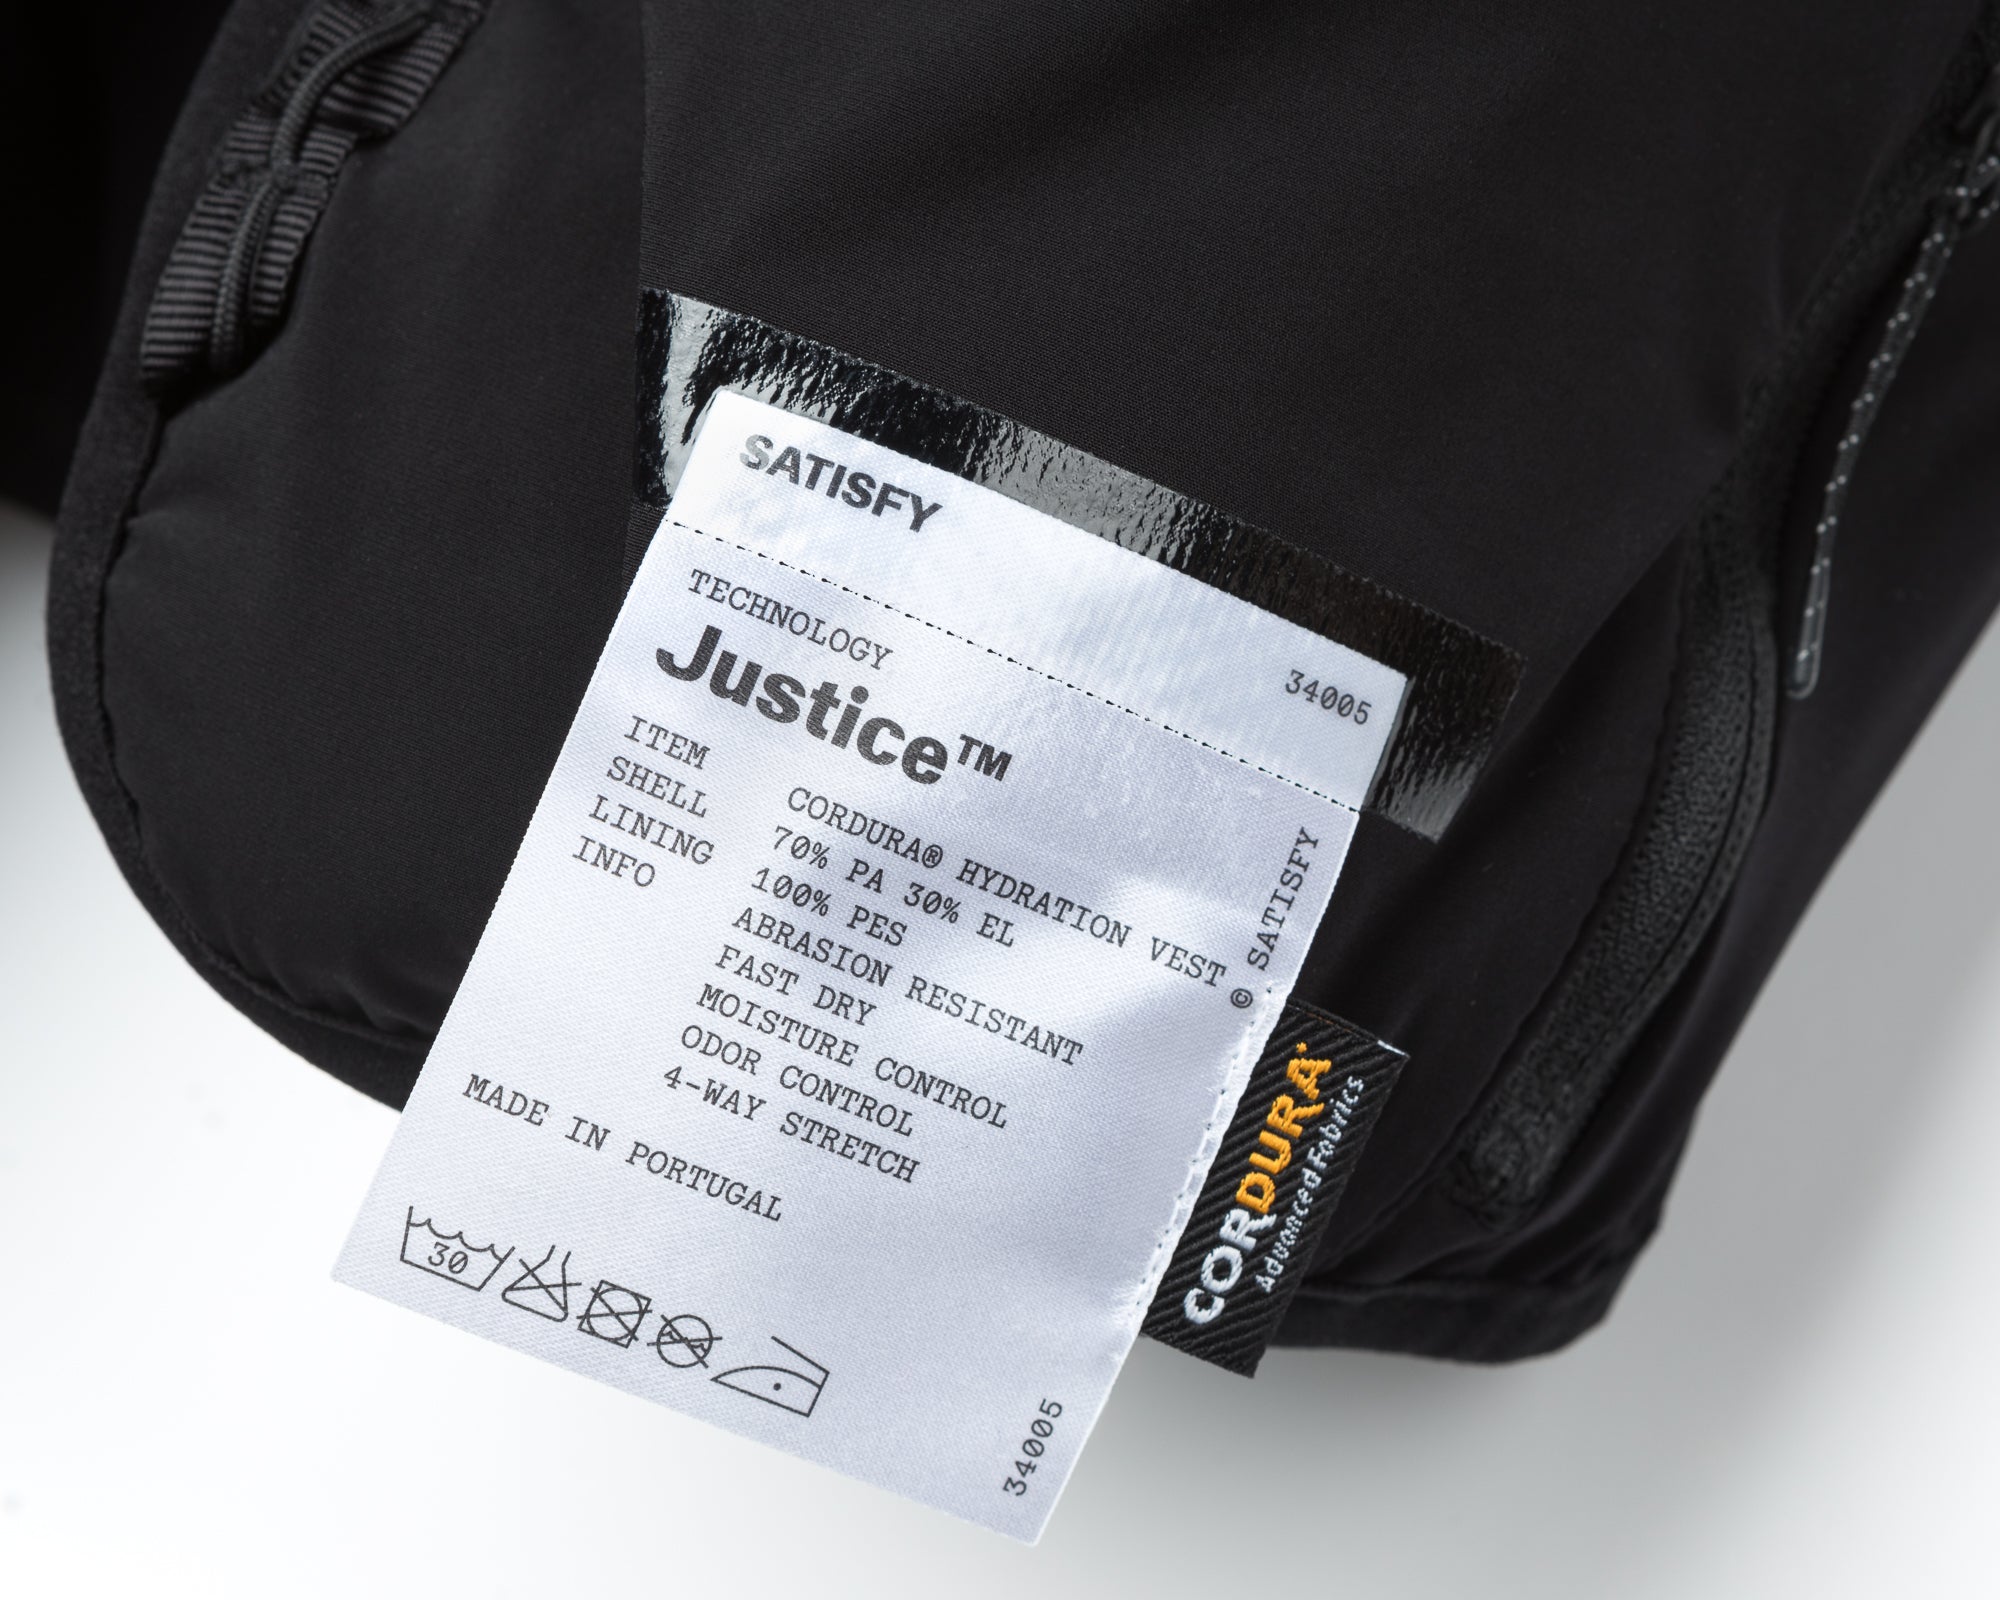 SATISFY
34005
TECHNOLOGY
Justice™
ITEM CORDURA® HYDRATION VEST
SHELL 70% PA 30% EL
LINING 100% PES
INFO ABRASION RESISTANT
FAST DRY
MOISTURE CONTROL
ODOR CONTROL
4-WAY STRETCH
MADE IN PORTUGAL
30
© SATISFY
34005
CORDURA
Advanced Fabrics